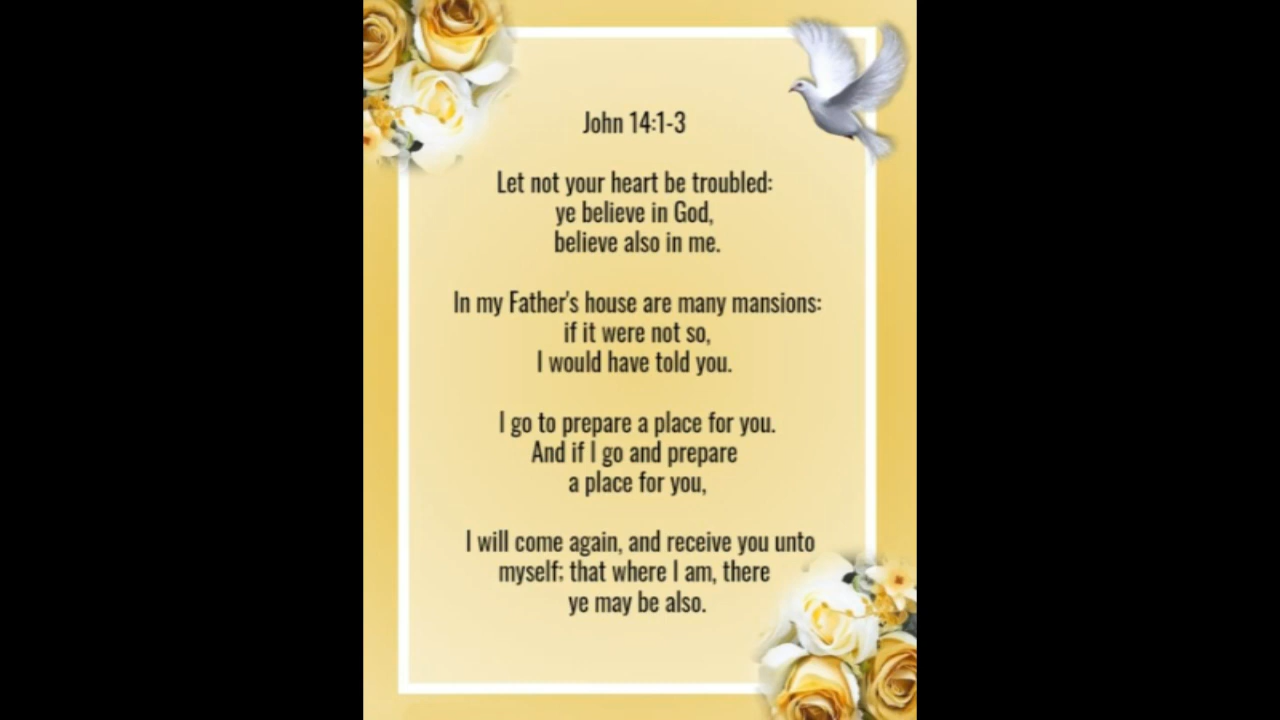 John 14:1-3
Let not your heart be troubled:
ye believe in God,
believe also in me.
In my Father's house are many mansions:
if it were not so,
I would have told you.
I go to prepare a place for you.
And if I go and prepare
a place for you,
I will come again, and receive you unto
myself; that where I am, there
ye may be also.